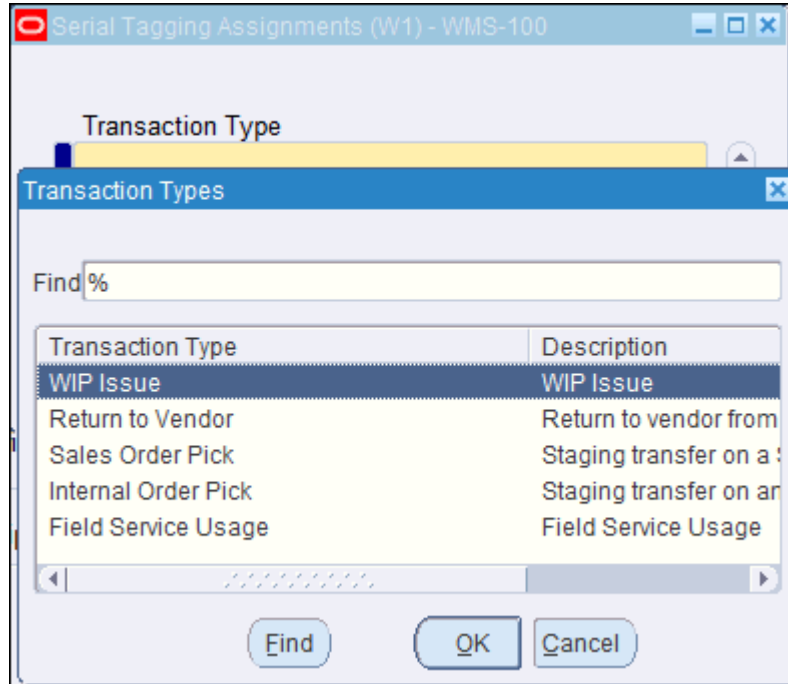 Serial Tagging Assignments (W1) - WMS-100
Transaction Type
Transaction Types
Find %
Transaction Type Description
WIP Issue WIP Issue
Return to Vendor Return to vendor from
Sales Order Pick Staging transfer on a
Internal Order Pick Staging transfer on an
Field Service Usage Field Service Usage
Find OK Cancel